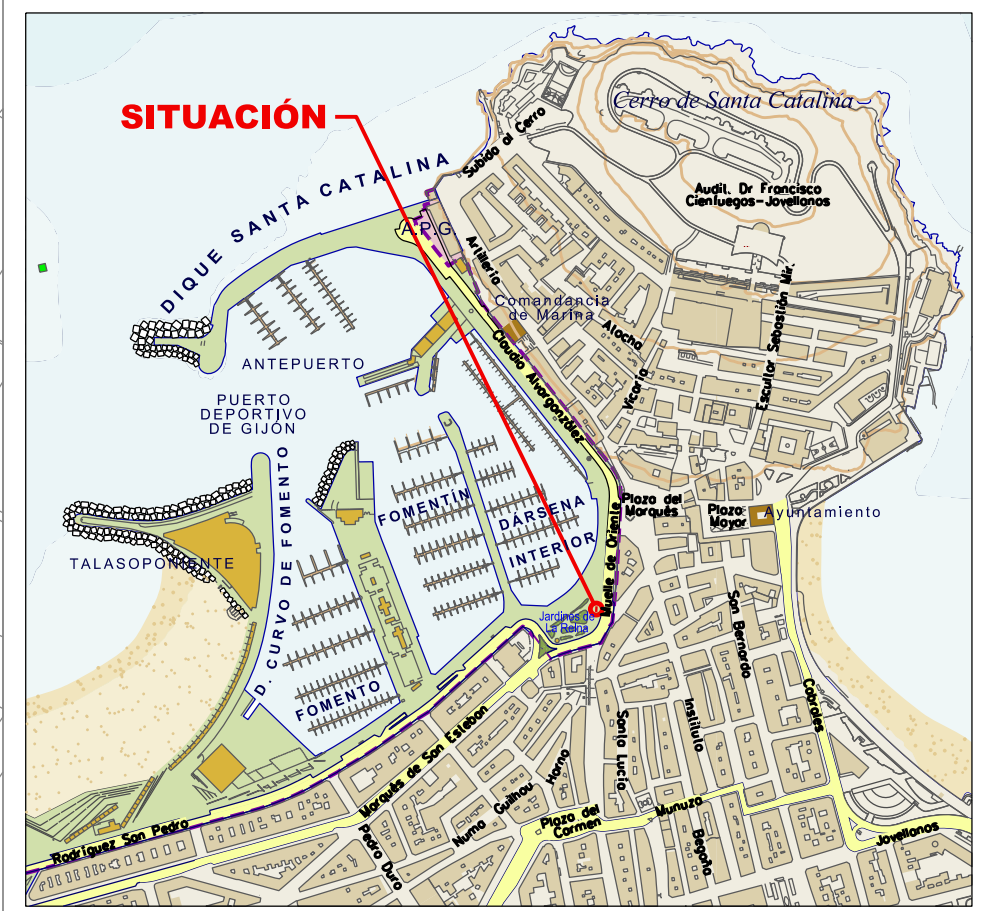 SITUACIÓN
Cerro de Santa Catalina
Subida al Cerro
DIQUE SANTA CATALINA
Audit. Dr Francisco
Cienfuegos-Jovellanos
A.P.G.
Artillería
Escultor Sebastián Mir.
Comandancia
de Marina
Atocha
Vicaría
Claudio Alvargonzález
ANTEPUERTO
PUERTO
DEPORTIVO
DE GIJÓN
D. CURVO DE FOMENTO
FOMENTÍN
DÁRSENA
INTERIOR
Muelle de Oriente
Plaza del
Marqués
Plaza
Mayor
Ayuntamiento
TALASOPONIENTE
Jardines de
La Reina
San Bernardo
FOMENTO
Cabrales
Instituto
Santa Lucía
Marqués de San Esteban
Horno
Guilhou
Numa
Plaza del
Carmen
Munuza
Begoña
Jovellanos
Rodríguez San Pedro
Pedro Duro